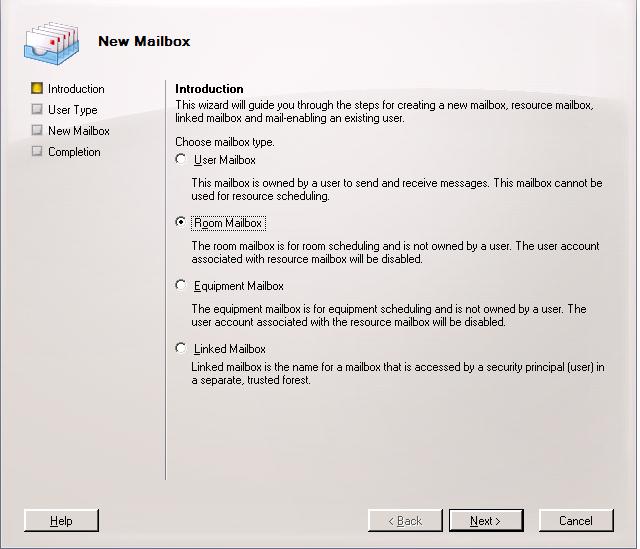 New Mailbox
Introduction
User Type
New Mailbox
Completion
Introduction
This wizard will guide you through the steps for creating a new mailbox, resource mailbox,
linked mailbox and mail-enabling an existing user.
Choose mailbox type.
User Mailbox
This mailbox is owned by a user to send and receive messages. This mailbox cannot be
used for resource scheduling.
Room Mailbox
The room mailbox is for room scheduling and is not owned by a user. The user account
associated with resource mailbox will be disabled.
Equipment Mailbox
The equipment mailbox is for equipment scheduling and is not owned by a user. The
user account associated with the resource mailbox will be disabled.
Linked Mailbox
Linked mailbox is the name for a mailbox that is accessed by a security principal (user) in
a separate, trusted forest.
Help
< Back
Next >
Cancel